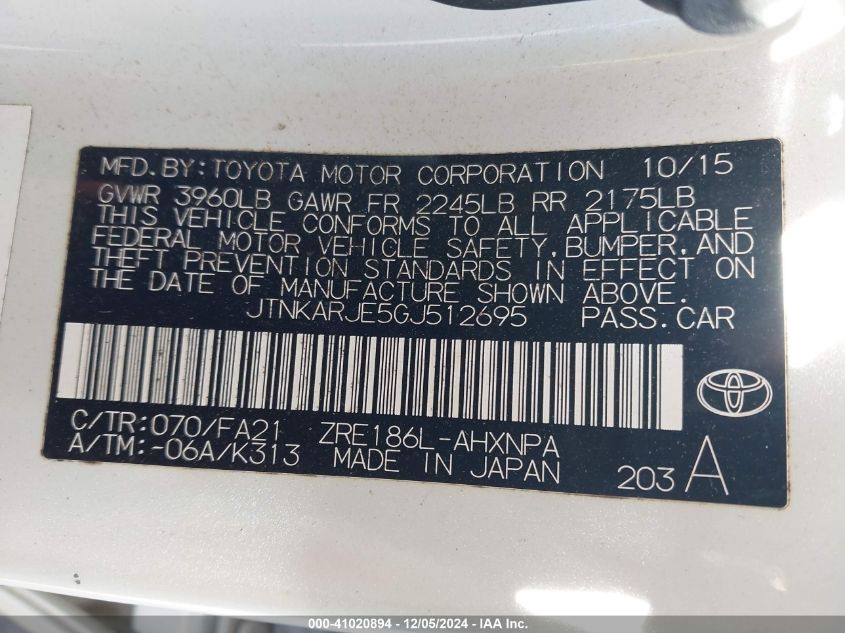 MFD.BY:TOYOTA MOTOR CORPORATION 10/15
GVWR 3960LB GAWR FR 2245LB RR 2175LB
THIS VEHICLE CONFORMS TO ALL APPLICABLE
FEDERAL MOTOR VEHICLE SAFETY,BUMPER,AND
THEFT PREVENTION STANDARDS IN EFFECT ON
THE DATE OF MANUFACTURE SHOWN ABOVE.
JTNKARJE5GJ512695 PASS.CAR
C/TR:070/FA21 ZRE186L-AHXNPA
A/TM:-06A/K313 MADE IN JAPAN 203 A
000-41020894 - 12/05/2024 - IAA Inc.